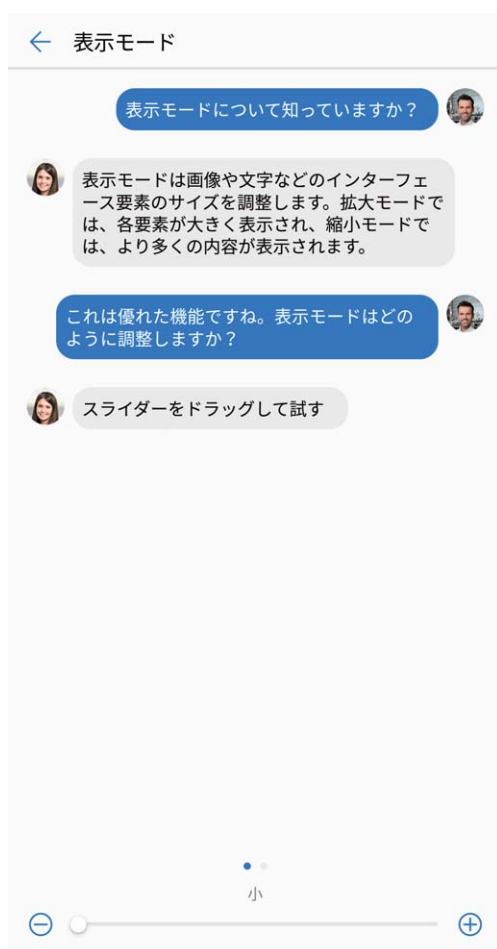 表示モード
表示モードについて知っていますか？
表示モードは画像や文字などのインターフェ
ース要素のサイズを調整します。拡大モードで
は、各要素が大きく表示され、縮小モードで
は、より多くの内容が表示されます。
これは優れた機能ですね。表示モードはどの
ように調整しますか？
スライダーをドラッグして試す
小